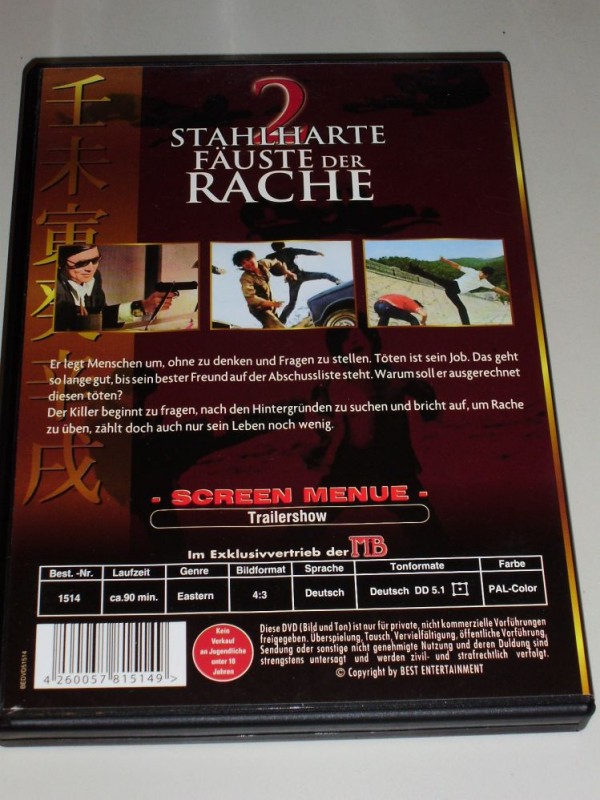 2
STAHLHARTE
FÄUSTE DER
RACHE
壬
未
寅
癸
辛
戌
Er legt Menschen um, ohne zu denken und Fragen zu stellen. Töten ist sein Job. Das geht
so lange gut, bis sein bester Freund auf der Abschussliste steht. Warum soll er ausgerechnet
diesen töten?
Der Killer beginnt zu fragen, nach den Hintergründen zu suchen und bricht auf, um Rache
zu üben, zählt doch auch nur sein Leben noch wenig.
- SCREEN MENUE -
Trailershow
Im Exklusivvertrieb der MB
Best. -Nr. Laufzeit Genre Bildformat Sprache Tonformate Farbe
1514 ca.90 min. Eastern 4:3 Deutsch Deutsch DD 5.1 PAL-Color
BEDVD51514
4 260057 815149 >
Kein
Verkauf
an Jugendliche
unter 18
Jahren
Diese DVD (Bild und Ton) ist nur für private, nicht kommerzielle Vorführungen
freigegeben. Überspielung, Tausch, Vervielfältigung, öffentliche Vorführung,
Sendung oder sonstige nicht genehmigte Nutzung und deren Duldung sind
strengstens untersagt und werden zivil- und strafrechtlich verfolgt.
© Copyright by BEST ENTERTAINMENT